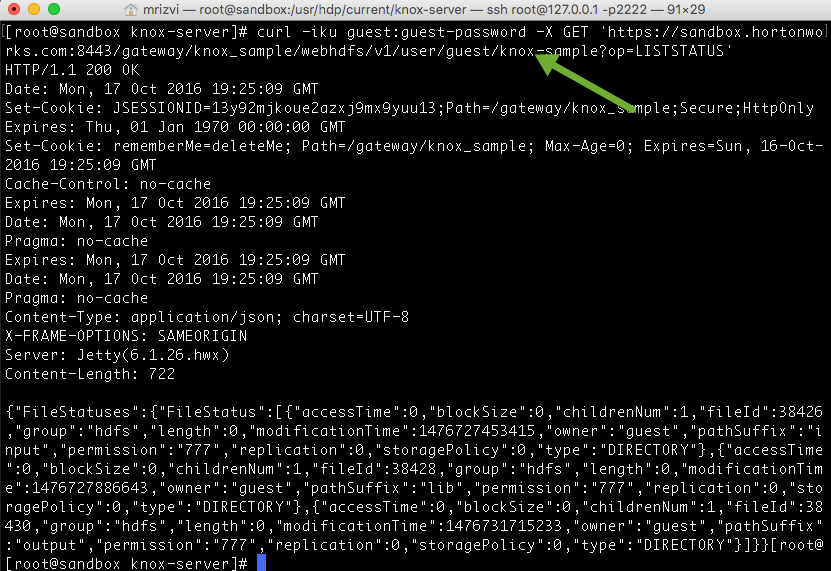 mrizvi — root@sandbox:/usr/hdp/current/knox-server — ssh root@127.0.0.1 -p2222 — 91×29
[[root@sandbox knox-server]# curl -iku guest:guest-password -X GET 'https://sandbox.hortonwo
rks.com:8443/gateway/knox_sample/webhdfs/v1/user/guest/knox-sample?op=LISTSTATUS'
HTTP/1.1 200 OK
Date: Mon, 17 Oct 2016 19:25:09 GMT
Set-Cookie: JSESSIONID=13y92mjkoue2azxj9mx9yuu13;Path=/gateway/knox_sample;Secure;HttpOnly
Expires: Thu, 01 Jan 1970 00:00:00 GMT
Set-Cookie: rememberMe=deleteMe; Path=/gateway/knox_sample; Max-Age=0; Expires=Sun, 16-Oct-
2016 19:25:09 GMT
Cache-Control: no-cache
Expires: Mon, 17 Oct 2016 19:25:09 GMT
Date: Mon, 17 Oct 2016 19:25:09 GMT
Pragma: no-cache
Expires: Mon, 17 Oct 2016 19:25:09 GMT
Date: Mon, 17 Oct 2016 19:25:09 GMT
Pragma: no-cache
Content-Type: application/json; charset=UTF-8
X-FRAME-OPTIONS: SAMEORIGIN
Server: Jetty(6.1.26.hwx)
Content-Length: 722
{"FileStatuses":{"FileStatus":[{"accessTime":0,"blockSize":0,"childrenNum":1,"fileId":38426
,"group":"hdfs","length":0,"modificationTime":1476727453415,"owner":"guest","pathSuffix":"i
nput","permission":"777","replication":0,"storagePolicy":0,"type":"DIRECTORY"},{"accessTime
":0,"blockSize":0,"childrenNum":1,"fileId":38428,"group":"hdfs","length":0,"modificationTim
e":1476727886643,"owner":"guest","pathSuffix":"lib","permission":"777","replication":0,"sto
ragePolicy":0,"type":"DIRECTORY"},{"accessTime":0,"blockSize":0,"childrenNum":1,"fileId":38
430,"group":"hdfs","length":0,"modificationTime":1476731715233,"owner":"guest","pathSuffix"
:"output","permission":"777","replication":0,"storagePolicy":0,"type":"DIRECTORY"}]}}[root@
[root@sandbox knox-server]#